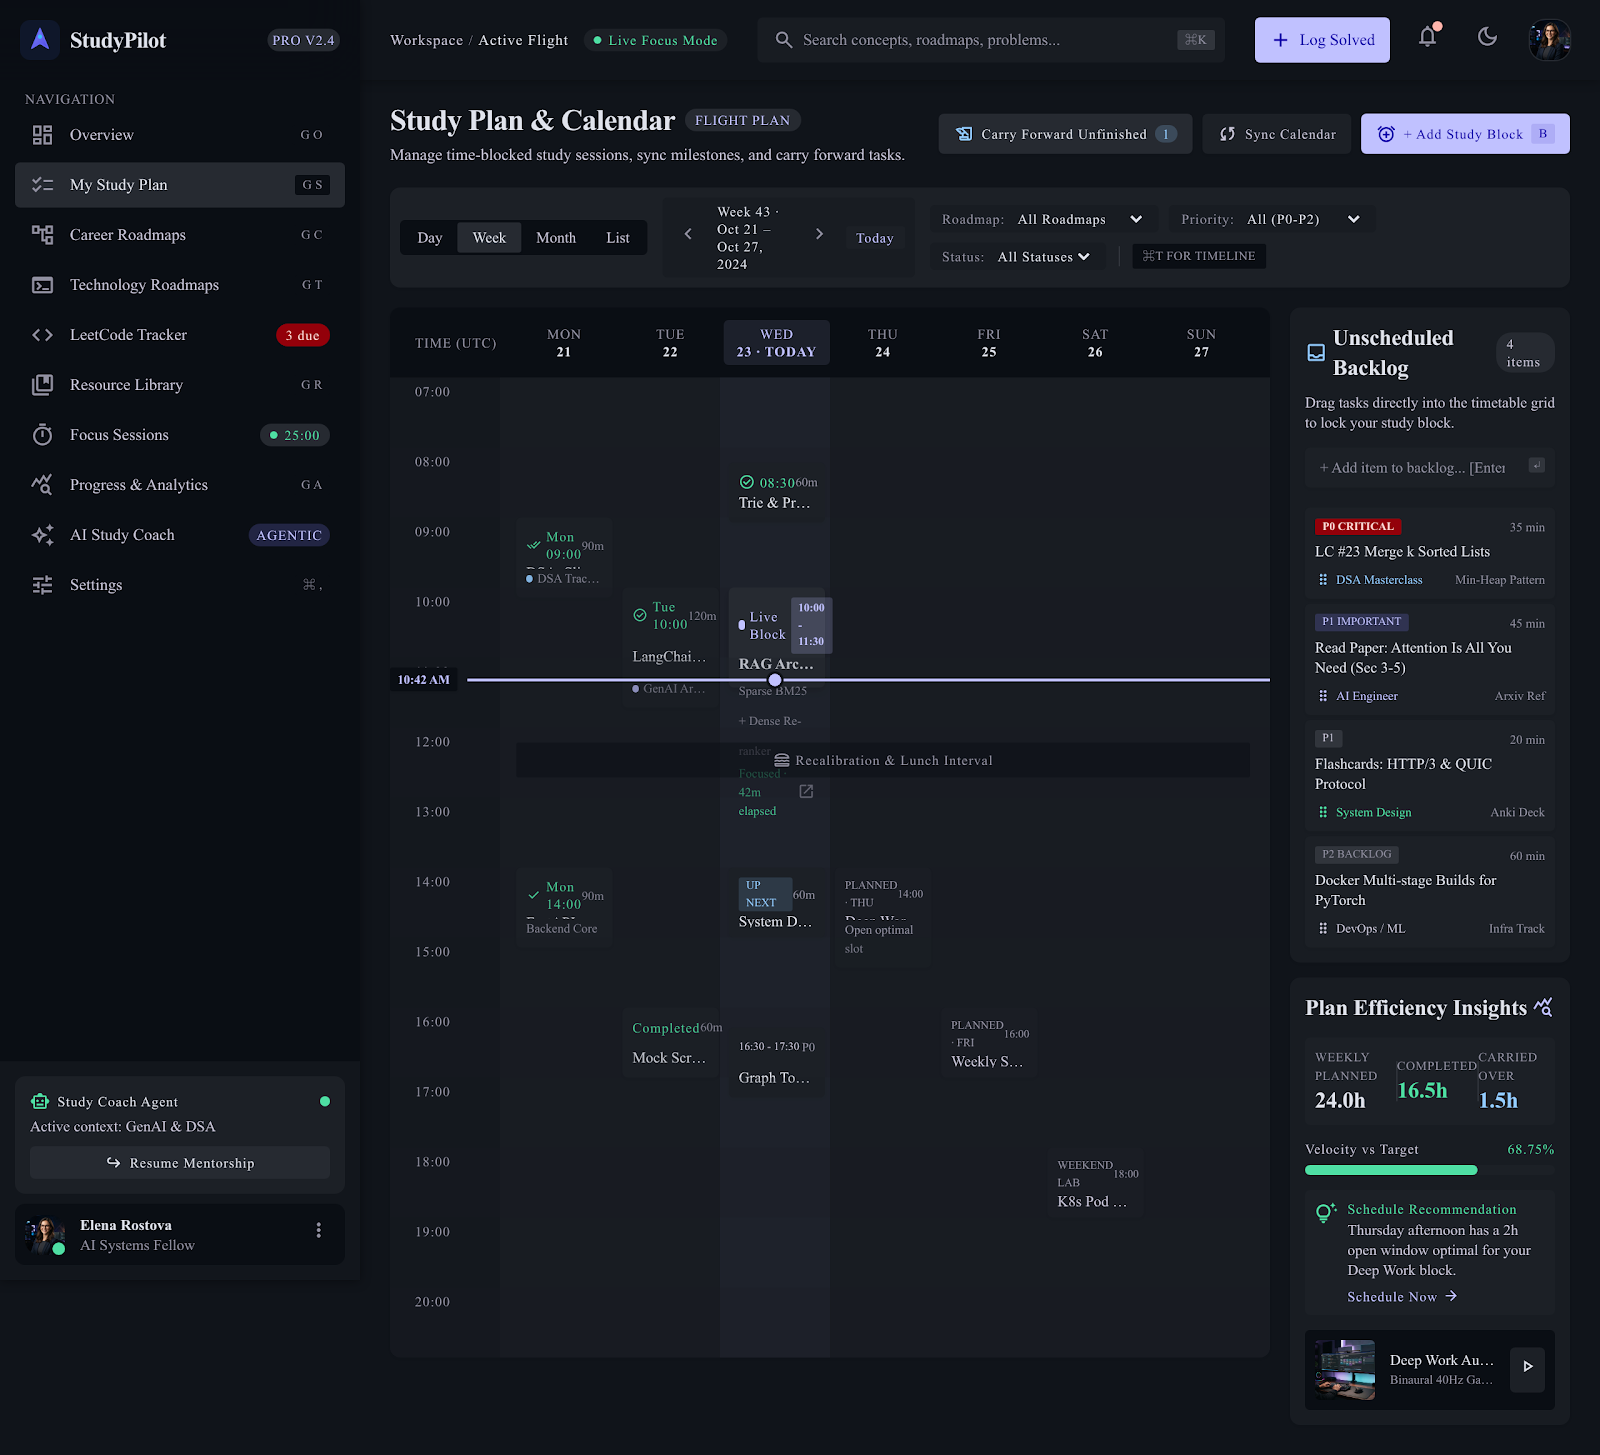 StudyPilot
PRO V2.4
NAVIGATION
Overview G O
My Study Plan G S
Career Roadmaps G C
Technology Roadmaps G T
LeetCode Tracker 3 due
Resource Library G R
Focus Sessions 25:00
Progress & Analytics G A
AI Study Coach AGENTIC
Settings ⌘ ,
Study Coach Agent
Active context: GenAI & DSA
Resume Mentorship
Elena Rostova
AI Systems Fellow
Workspace / Active Flight
Live Focus Mode
Search concepts, roadmaps, problems...
⌘K
Log Solved
Study Plan & Calendar
FLIGHT PLAN
Manage time-blocked study sessions, sync milestones, and carry forward tasks.
Carry Forward Unfinished 1
Sync Calendar
+ Add Study Block B
Day Week Month List
Week 43 ·
Oct 21 –
Oct 27,
2024
Today
Roadmap: All Roadmaps
Priority: All (P0-P2)
Status: All Statuses
⌘T FOR TIMELINE
TIME (UTC)
MON
21
TUE
22
WED
23 · TODAY
THU
24
FRI
25
SAT
26
SUN
27
07:00
08:00
08:30 60m
Trie & Pr…
09:00
Mon
09:00
90m
DSA Trac…
10:00
Tue
10:00
120m
LangChai…
GenAI Ar…
Live
Block
10:00
-
11:30
RAG Arc…
10:42 AM
Sparse BM25
+ Dense Re-
ranker
12:00
Recalibration & Lunch Interval
Focused ·
42m
elapsed
13:00
14:00
Mon
14:00
90m
Backend Core
UP
NEXT
60m
System D…
PLANNED
· THU
14:00
Open optimal
slot
15:00
16:00
Completed 60m
Mock Scr…
16:30 - 17:30 P0
Graph To…
PLANNED
· FRI
16:00
Weekly S…
17:00
18:00
WEEKEND
LAB
18:00
K8s Pod …
19:00
20:00
Unscheduled
Backlog
4
items
Drag tasks directly into the timetable grid
to lock your study block.
+ Add item to backlog... [Enter
P0 CRITICAL 35 min
LC #23 Merge k Sorted Lists
DSA Masterclass Min-Heap Pattern
P1 IMPORTANT 45 min
Read Paper: Attention Is All You
Need (Sec 3-5)
AI Engineer Arxiv Ref
P1 20 min
Flashcards: HTTP/3 & QUIC
Protocol
System Design Anki Deck
P2 BACKLOG 60 min
Docker Multi-stage Builds for
PyTorch
DevOps / ML Infra Track
Plan Efficiency Insights
WEEKLY
PLANNED
24.0h
COMPLETED
16.5h
CARRIED
OVER
1.5h
Velocity vs Target 68.75%
Schedule Recommendation
Thursday afternoon has a 2h
open window optimal for your
Deep Work block.
Schedule Now
Deep Work Au…
Binaural 40Hz Ga…